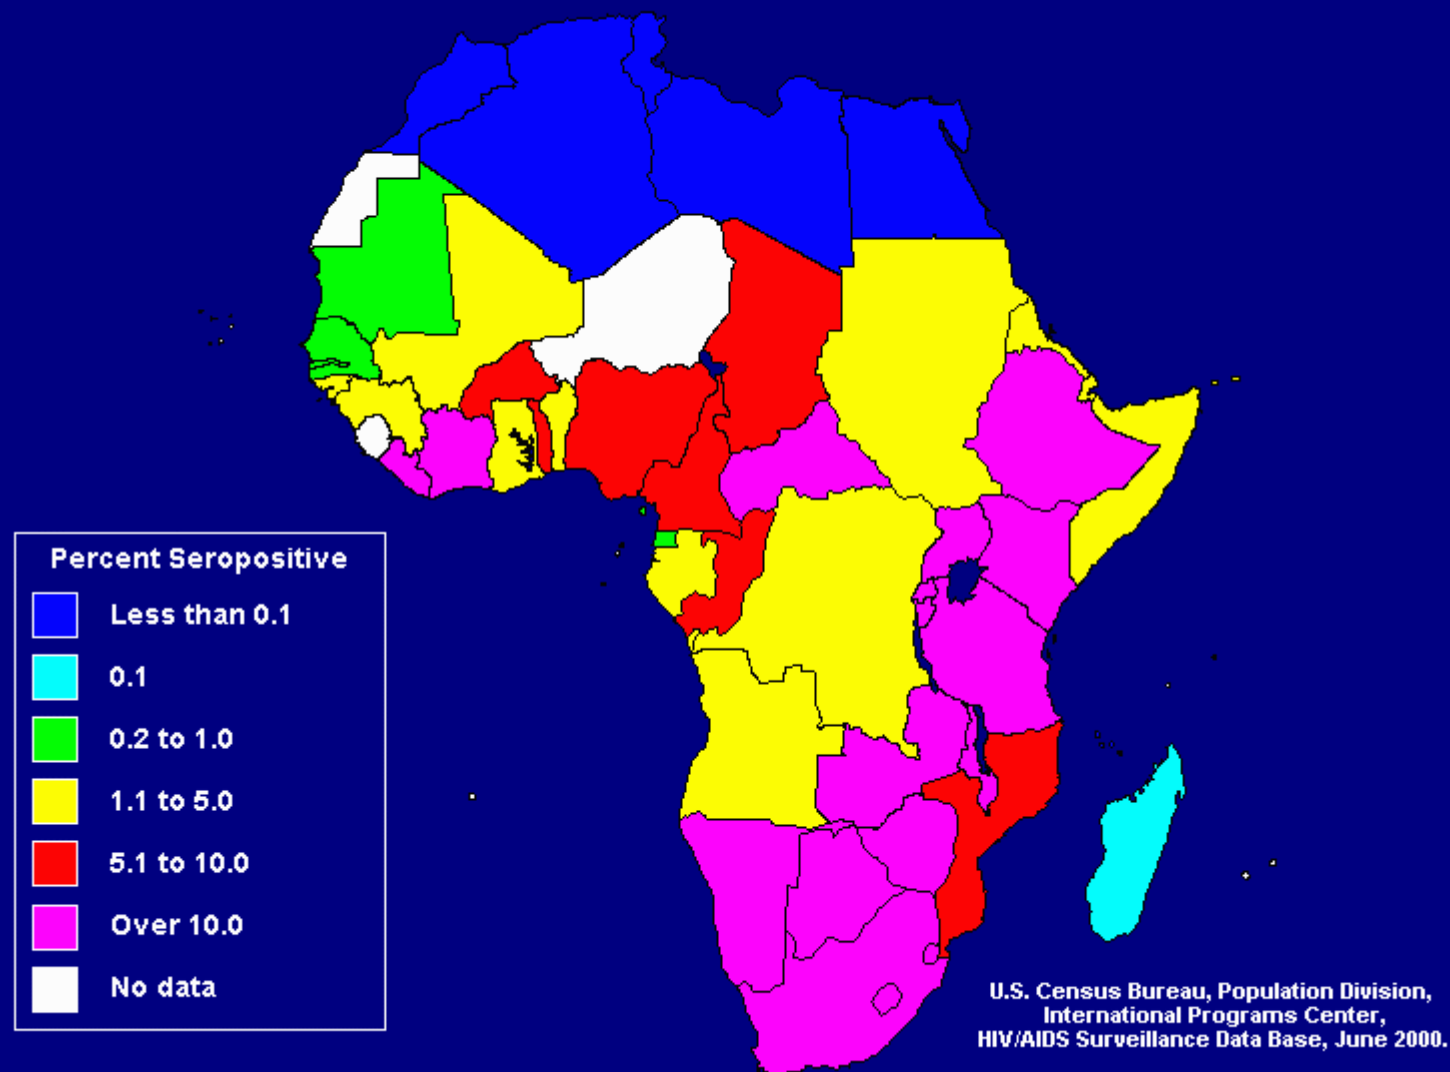 Percent Seropositive
Less than 0.1
0.1
0.2 to 1.0
1.1 to 5.0
5.1 to 10.0
Over 10.0
No data
U.S. Census Bureau, Population Division,
International Programs Center,
HIV/AIDS Surveillance Data Base, June 2000.